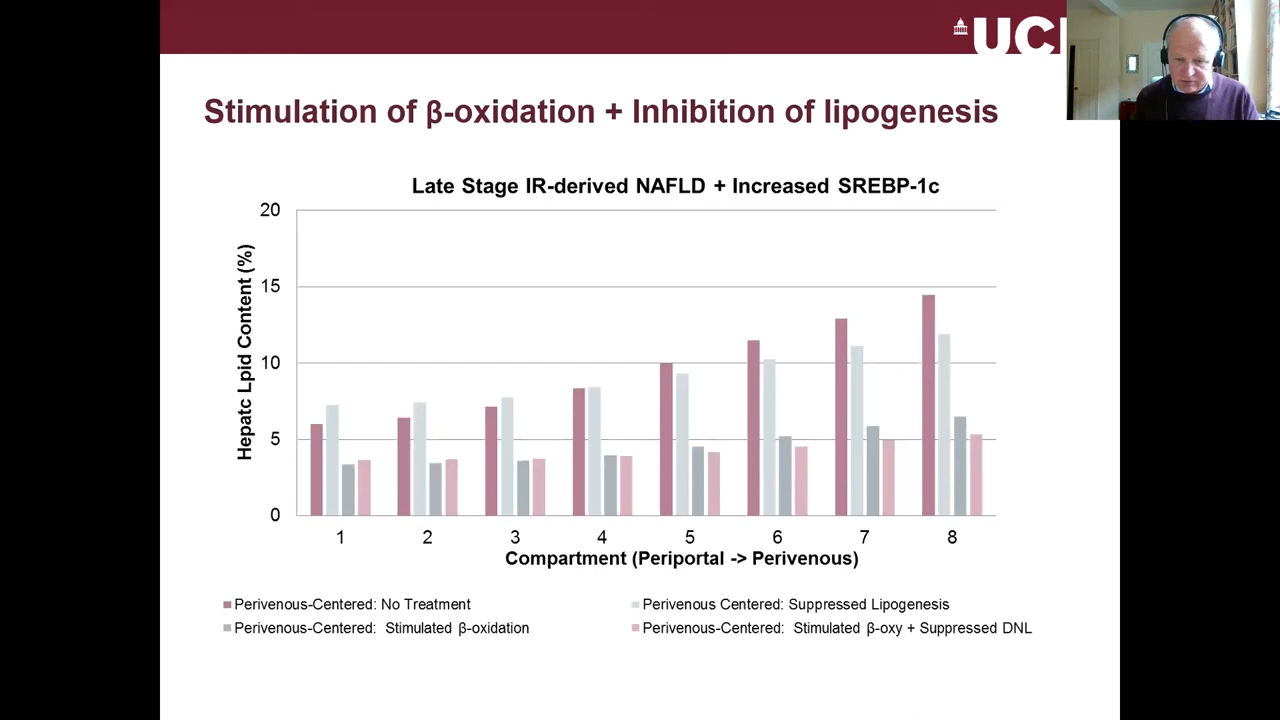 UCL
Stimulation of β-oxidation + Inhibition of lipogenesis
Late Stage IR-derived NAFLD + Increased SREBP-1c
20
15
10
5
0
Hepatc Lpid Content (%)
1 2 3 4 5 6 7 8
Compartment (Periportal -> Perivenous)
Perivenous-Centered: No Treatment
Perivenous Centered: Suppressed Lipogenesis
Perivenous-Centered: Stimulated β-oxidation
Perivenous-Centered: Stimulated β-oxy + Suppressed DNL